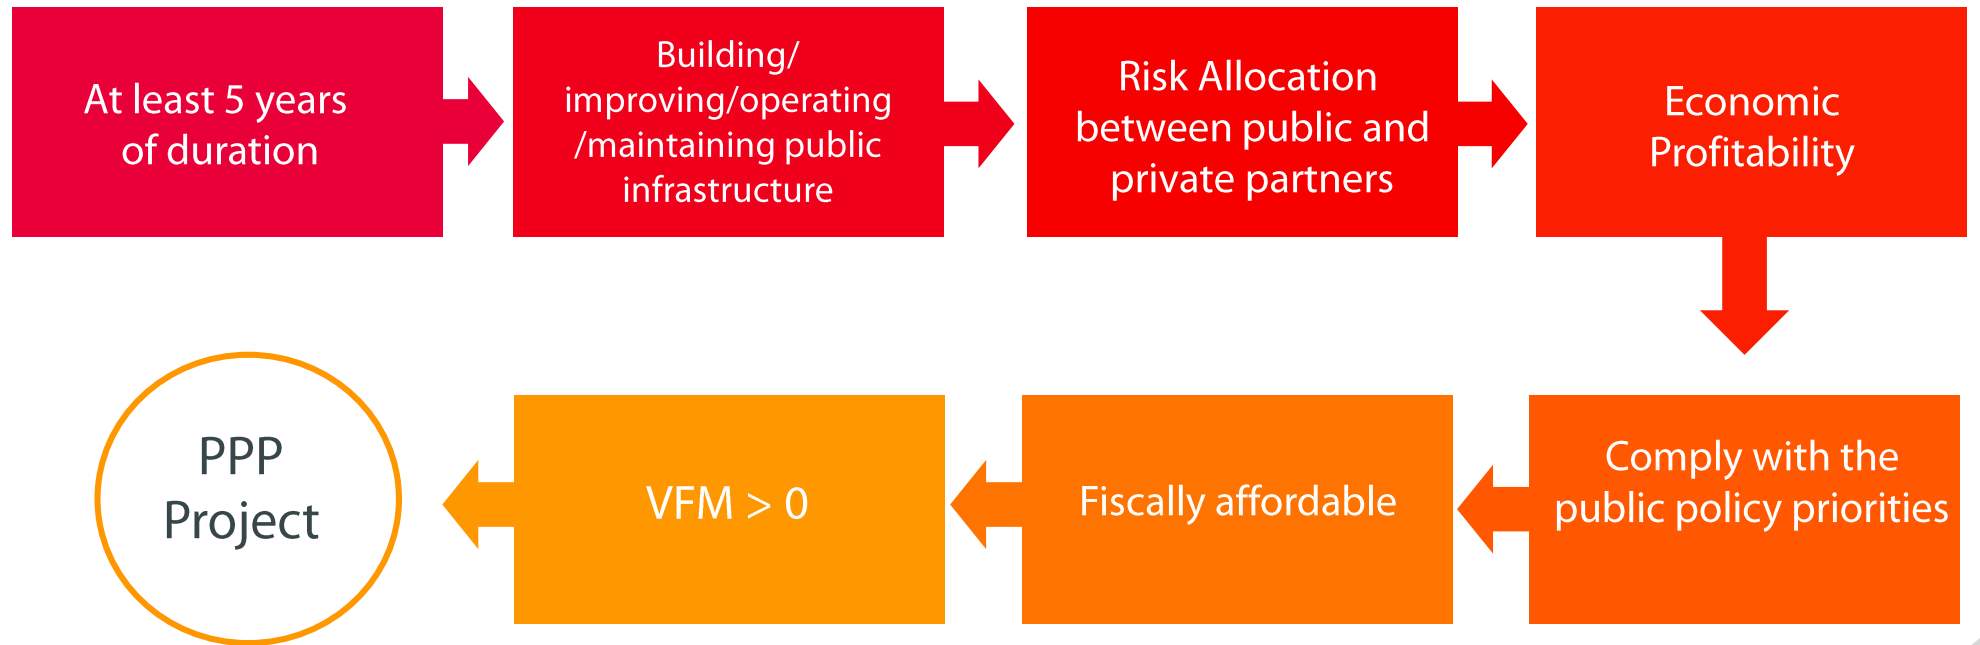 At least 5 years
of duration
Building/
improving/operating
/maintaining public
infrastructure
Risk Allocation
between public and
private partners
Economic
Profitability
Comply with the
public policy priorities
Fiscally affordable
VFM > 0
PPP
Project